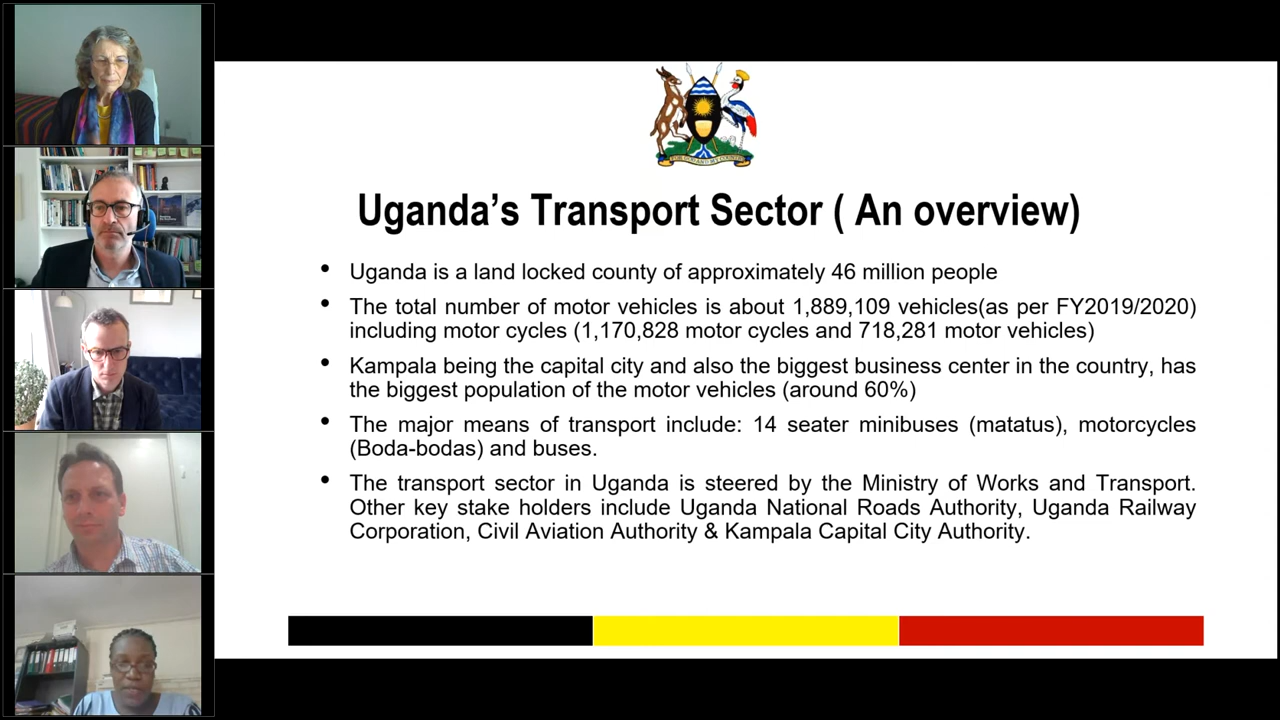 FOR GOD AND MY COUNTRY
Uganda's Transport Sector ( An overview)
• Uganda is a land locked county of approximately 46 million people
• The total number of motor vehicles is about 1,889,109 vehicles(as per FY2019/2020)
including motor cycles (1,170,828 motor cycles and 718,281 motor vehicles)
• Kampala being the capital city and also the biggest business center in the country, has
the biggest population of the motor vehicles (around 60%)
• The major means of transport include: 14 seater minibuses (matatus), motorcycles
(Boda-bodas) and buses.
• The transport sector in Uganda is steered by the Ministry of Works and Transport.
Other key stake holders include Uganda National Roads Authority, Uganda Railway
Corporation, Civil Aviation Authority & Kampala Capital City Authority.